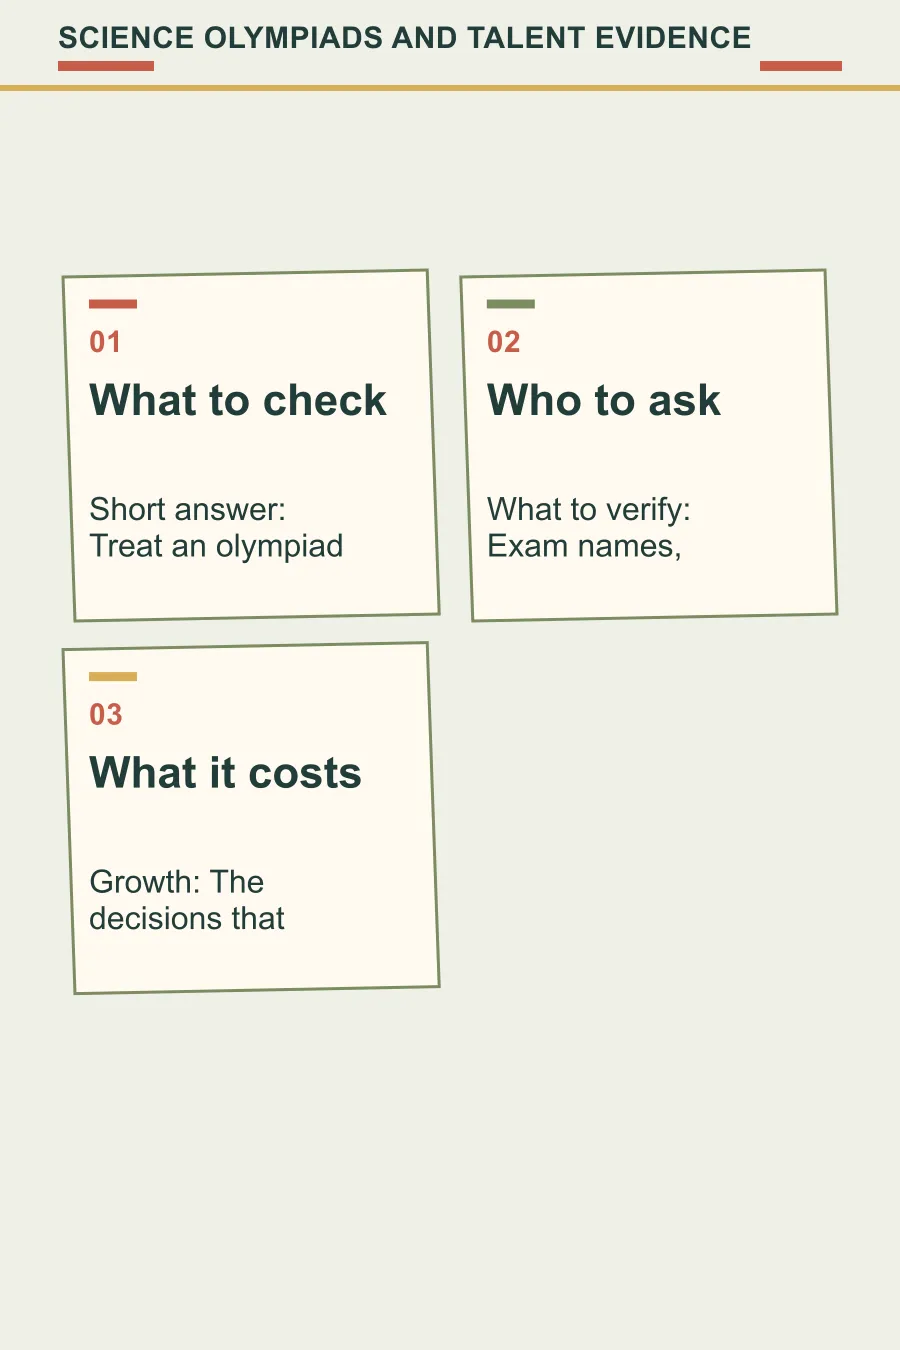 SCIENCE OLYMPIADS AND TALENT EVIDENCE
01
What to check
Short answer:
Treat an olympiad
02
Who to ask
What to verify:
Exam names,
03
What it costs
Growth: The
decisions that